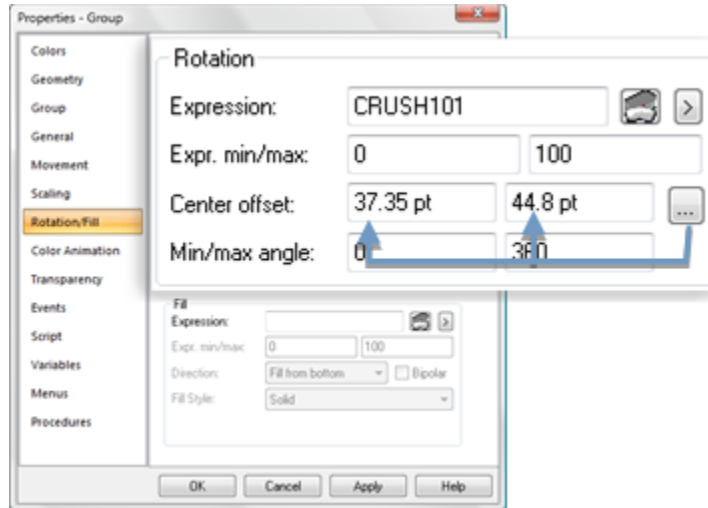 Properties - Group
Colors
Geometry
Group
General
Movement
Scaling
Rotation/Fill
Color Animation
Transparency
Events
Script
Variables
Menus
Procedures
Rotation
Expression: CRUSH101 >
Expr. min/max: 0 100
Center offset: 37.35 pt 44.8 pt ...
Min/max angle: 0 360
Fill
Expression: >
Expr. min/max: 0 100
Direction: Fill from bottom Bipolar
Fill Style: Solid
OK Cancel Apply Help